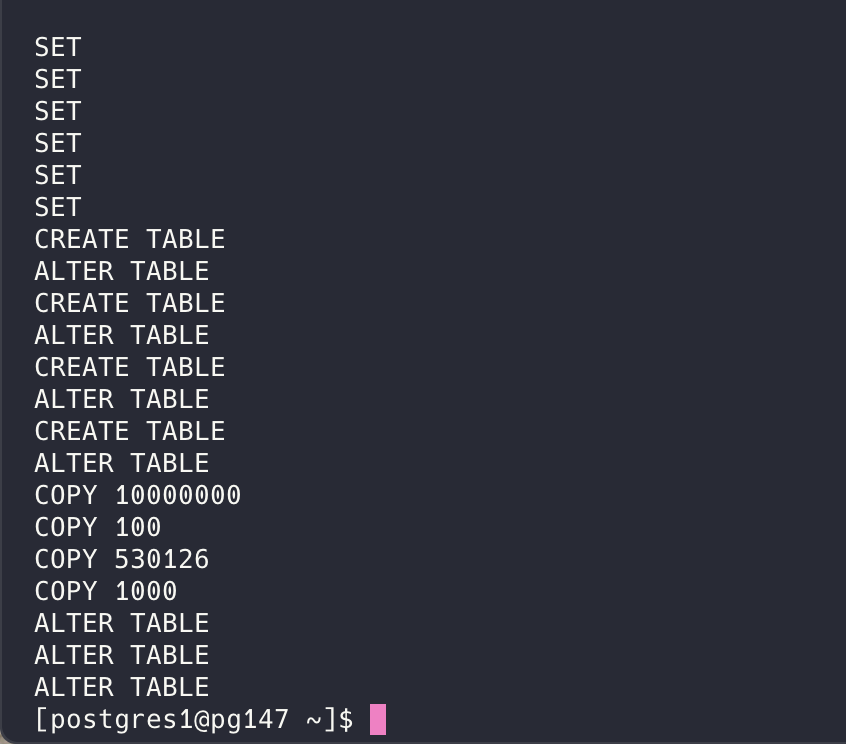 SET
SET
SET
SET
SET
SET
CREATE TABLE
ALTER TABLE
CREATE TABLE
ALTER TABLE
CREATE TABLE
ALTER TABLE
CREATE TABLE
ALTER TABLE
COPY 10000000
COPY 100
COPY 530126
COPY 1000
ALTER TABLE
ALTER TABLE
ALTER TABLE
[postgres1@pg147 ~]$